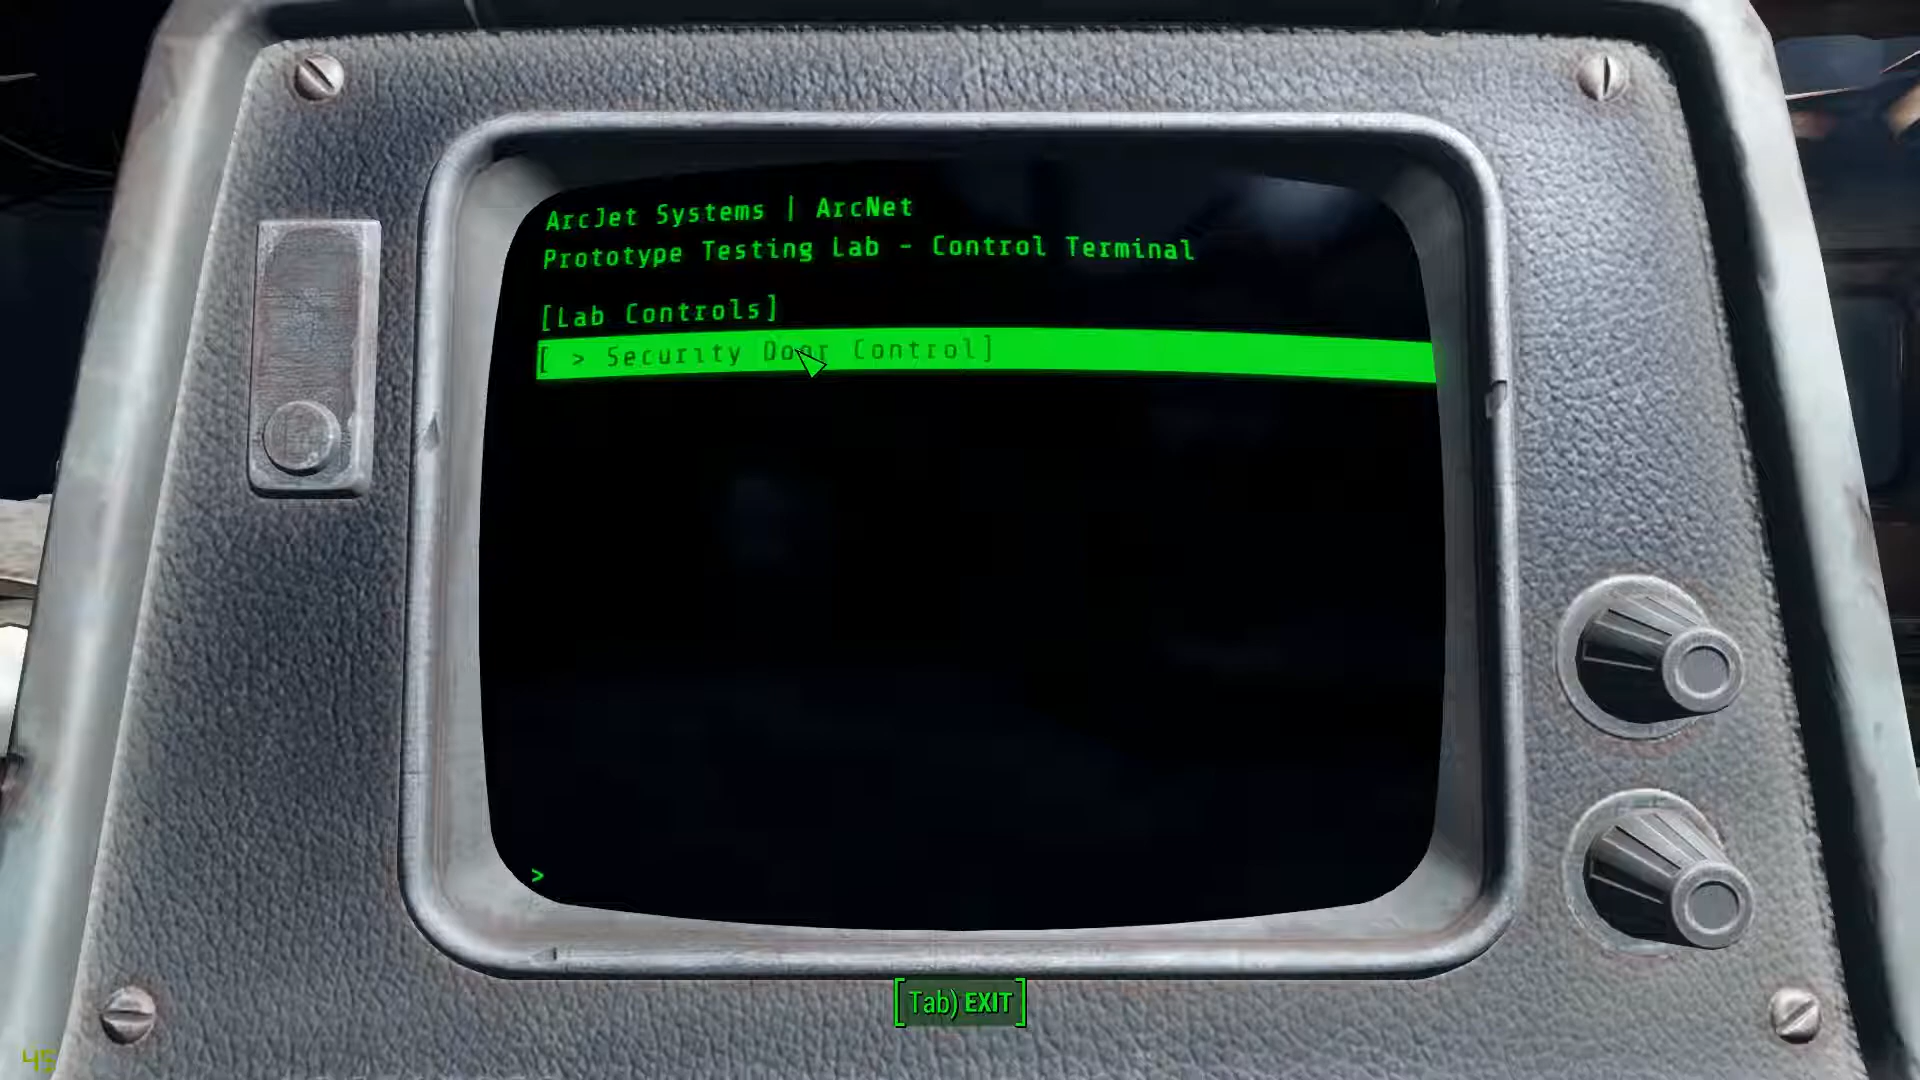 ArcJet Systems | ArcNet
Prototype Testing Lab - Control Terminal
[Lab Controls]
[ > Security Door Control]
>
[Tab) EXIT]
45